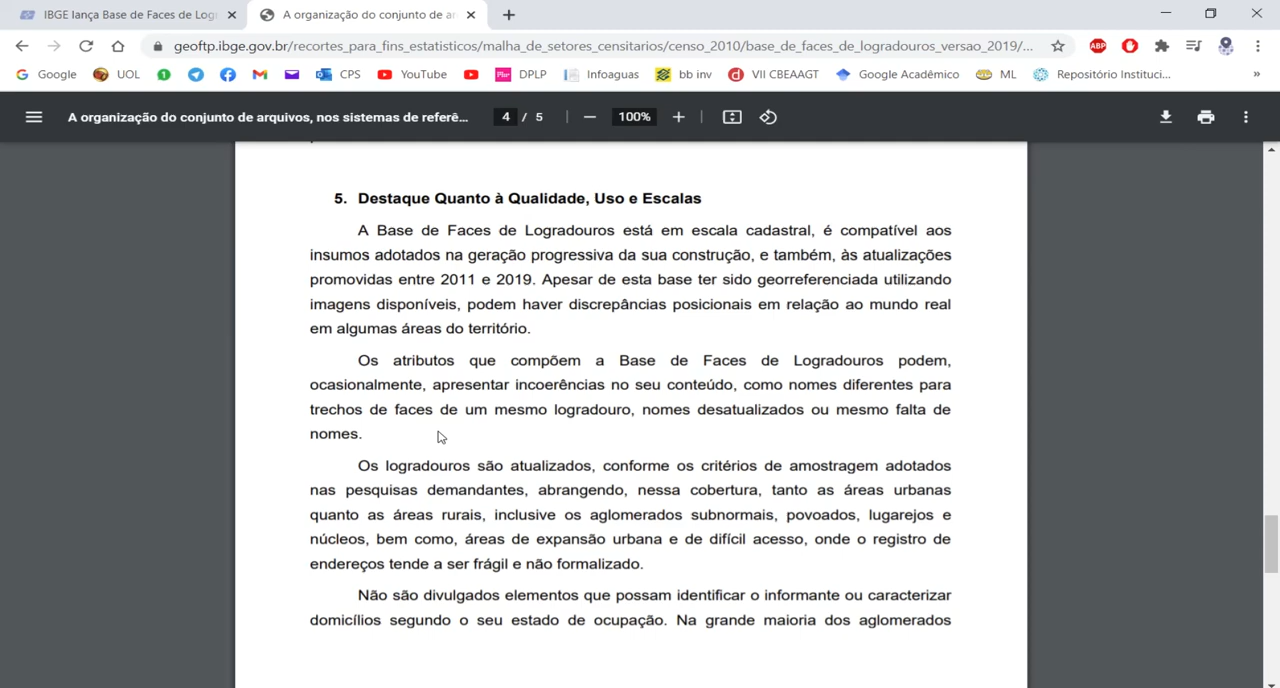 IBGE lança Base de Faces de Logr
A organização do conjunto de ar
geoftp.ibge.gov.br/recortes_para_fins_estatisticos/malha_de_setores_censitarios/censo_2010/base_de_faces_de_logradouros_versao_2019/...
ABP
Google
UOL
CPS
YouTube
DPLP
Infoaguas
bb inv
VII CBEAAGT
Google Acadêmico
ML
Repositório Instituci...
»
A organização do conjunto de arquivos, nos sistemas de referê...
4 / 5
100%
5. Destaque Quanto à Qualidade, Uso e Escalas
A Base de Faces de Logradouros está em escala cadastral, é compatível aos
insumos adotados na geração progressiva da sua construção, e também, às atualizações
promovidas entre 2011 e 2019. Apesar de esta base ter sido georreferenciada utilizando
imagens disponíveis, podem haver discrepâncias posicionais em relação ao mundo real
em algumas áreas do território.
Os atributos que compõem a Base de Faces de Logradouros podem,
ocasionalmente, apresentar incoerências no seu conteúdo, como nomes diferentes para
trechos de faces de um mesmo logradouro, nomes desatualizados ou mesmo falta de
nomes.
Os logradouros são atualizados, conforme os critérios de amostragem adotados
nas pesquisas demandantes, abrangendo, nessa cobertura, tanto as áreas urbanas
quanto as áreas rurais, inclusive os aglomerados subnormais, povoados, lugarejos e
núcleos, bem como, áreas de expansão urbana e de difícil acesso, onde o registro de
endereços tende a ser frágil e não formalizado.
Não são divulgados elementos que possam identificar o informante ou caracterizar
domicílios segundo o seu estado de ocupação. Na grande maioria dos aglomerados